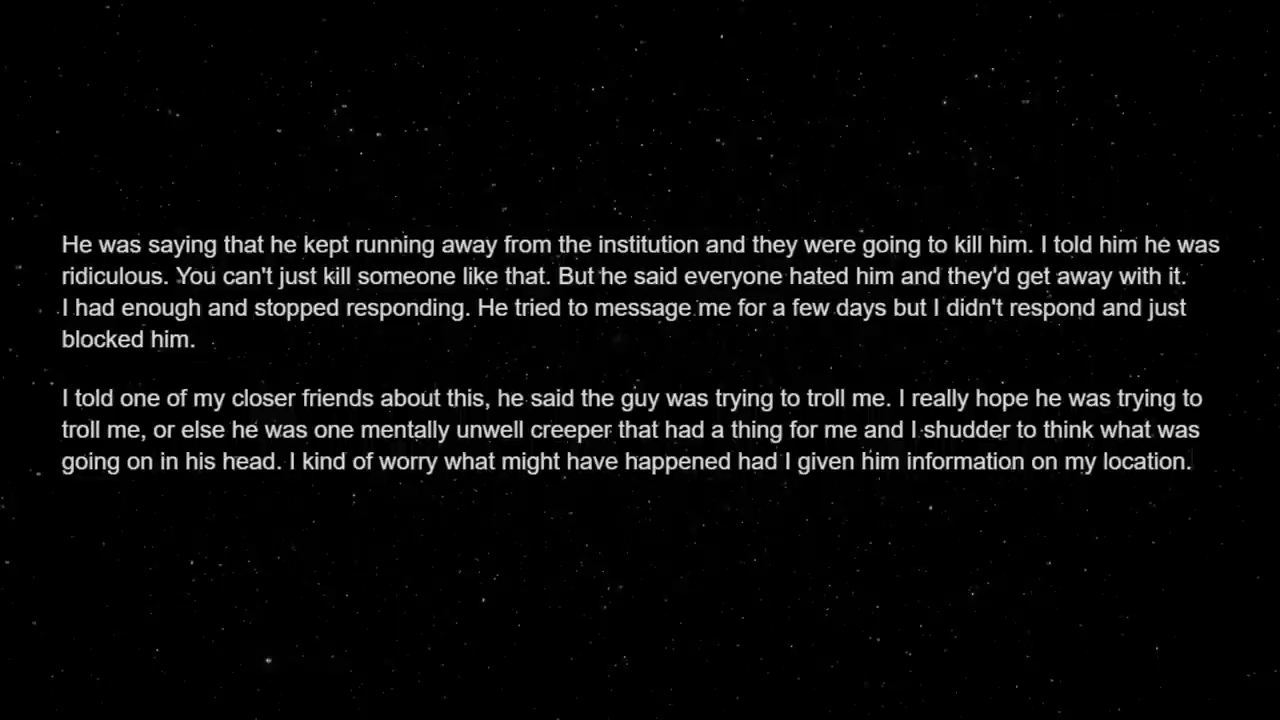 He was saying that he kept running away from the institution and they were going to kill him. I told him he was
ridiculous. You can't just kill someone like that. But he said everyone hated him and they'd get away with it.
I had enough and stopped responding. He tried to message me for a few days but I didn't respond and just
blocked him.
I told one of my closer friends about this, he said the guy was trying to troll me. I really hope he was trying to
troll me, or else he was one mentally unwell creeper that had a thing for me and I shudder to think what was
going on in his head. I kind of worry what might have happened had I given him information on my location.